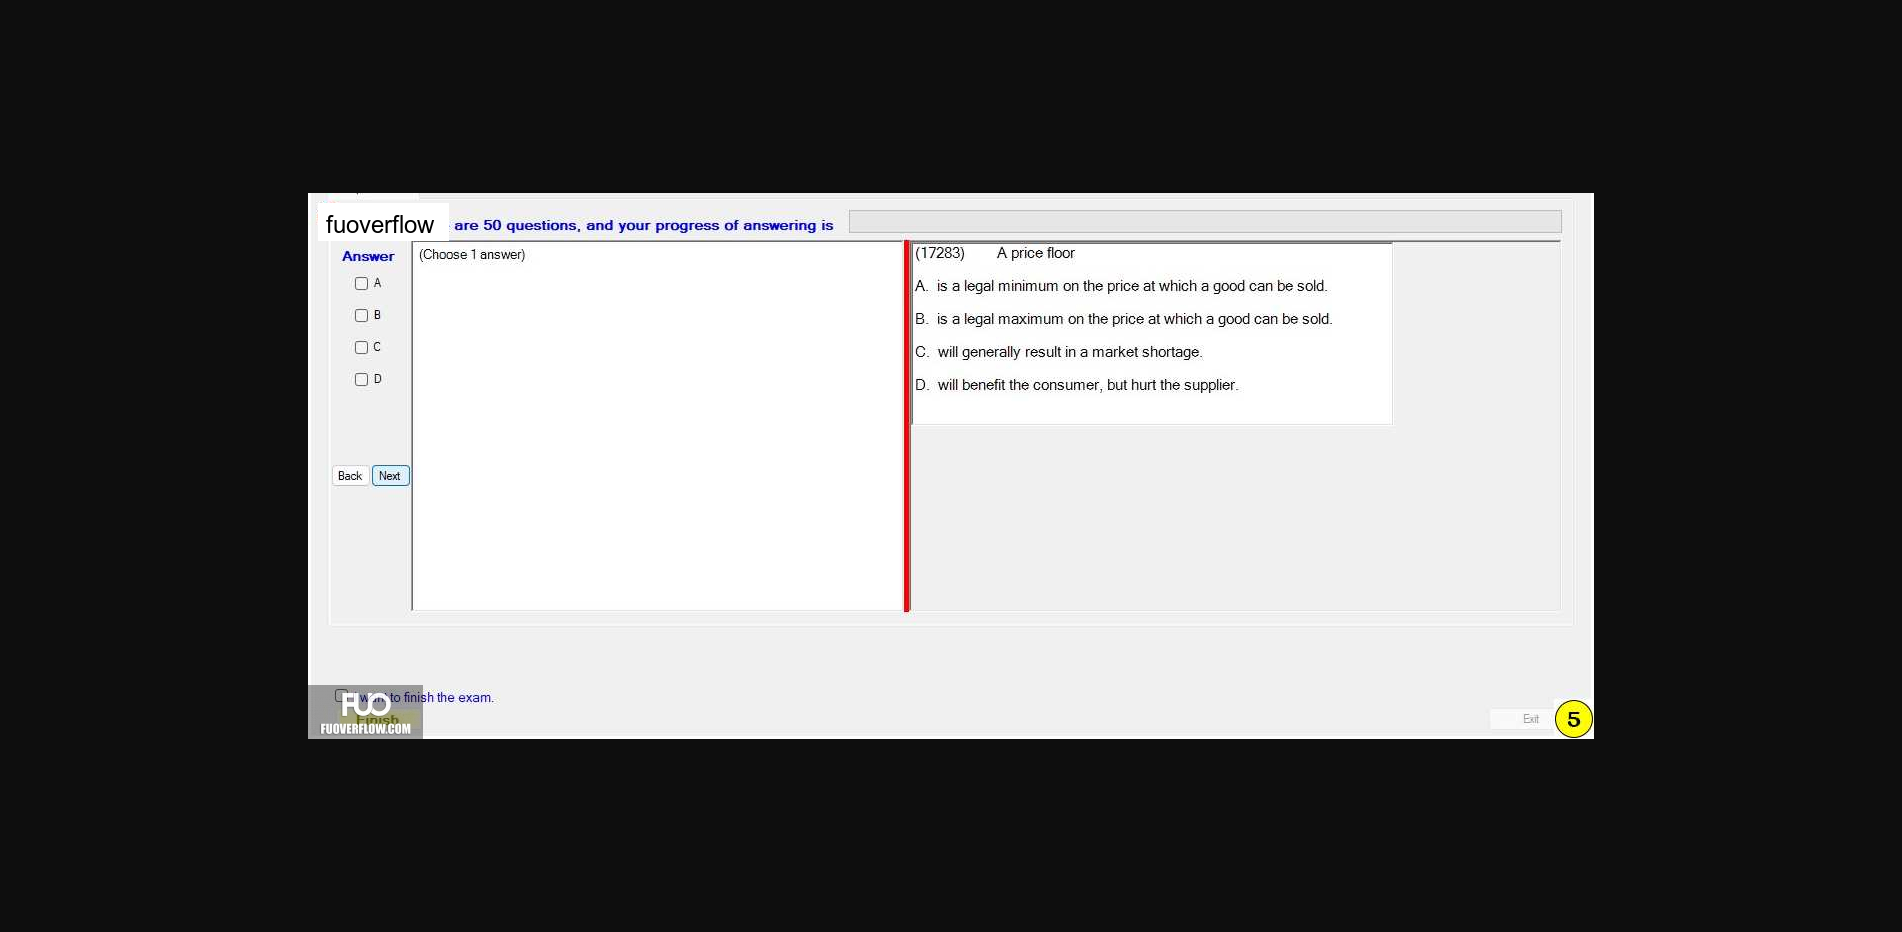 fuoverflow are 50 questions, and your progress of answering is
Answer
(Choose 1 answer)
A
B
C
D
Back Next
(17283) A price floor
A. is a legal minimum on the price at which a good can be sold.
B. is a legal maximum on the price at which a good can be sold.
C. will generally result in a market shortage.
D. will benefit the consumer, but hurt the supplier.
want to finish the exam.
FUO
Finish
FUOVERFLOW.COM
Exit
5